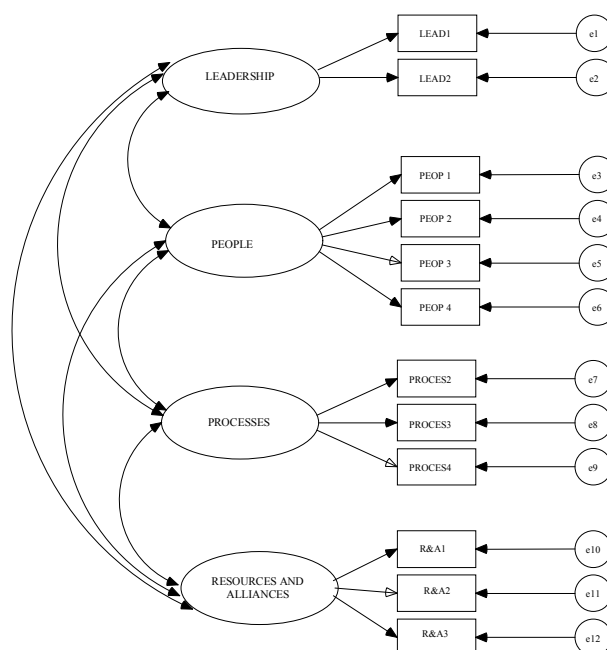 LEADERSHIP
LEAD1
e1
LEAD2
e2
PEOPLE
PEOP 1
e3
PEOP 2
e4
PEOP 3
e5
PEOP 4
e6
PROCESSES
PROCES2
e7
PROCES3
e8
PROCES4
e9
RESOURCES AND
ALLIANCES
R&A1
e10
R&A2
e11
R&A3
e12